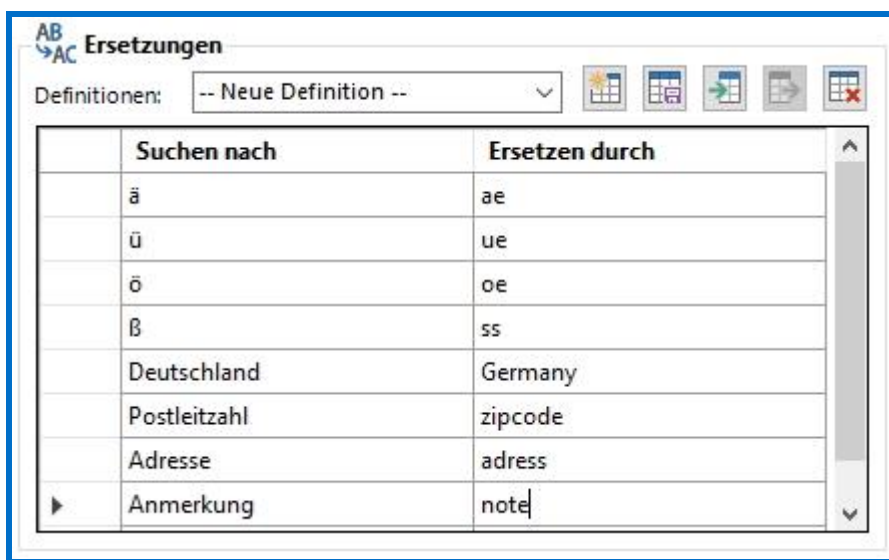 AB
AC Ersetzungen
Definitionen: -- Neue Definition --
Suchen nach Ersetzen durch
ä ae
ü ue
ö oe
ß ss
Deutschland Germany
Postleitzahl zipcode
Adresse adress
Anmerkung note